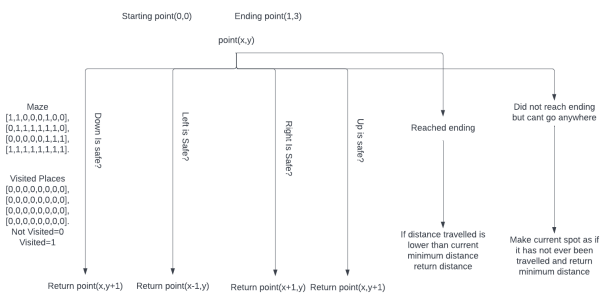 Starting point(0,0)
Ending point(1,3)
point(x,y)
Maze
[1,1,0,0,0,1,0,0],
[0,1,1,1,1,1,1,0],
[0,0,0,0,0,1,1,1],
[1,1,1,1,1,1,1,1].
Visited Places
[0,0,0,0,0,0,0,0],
[0,0,0,0,0,0,0,0],
[0,0,0,0,0,0,0,0],
[0,0,0,0,0,0,0,0].
Not Visited=0
Visited=1
Down Is safe?
Left is Safe?
Right Is Safe?
Up is safe?
Reached ending
Did not reach ending
but cant go anywhere
If distance travelled is
lower than current
minimum distance
return distance
Make current spot as if
it has not ever been
travelled and return
minimum distance
Return point(x,y+1)
Return point(x-1,y)
Return point(x+1,y)
Return point(x,y+1)